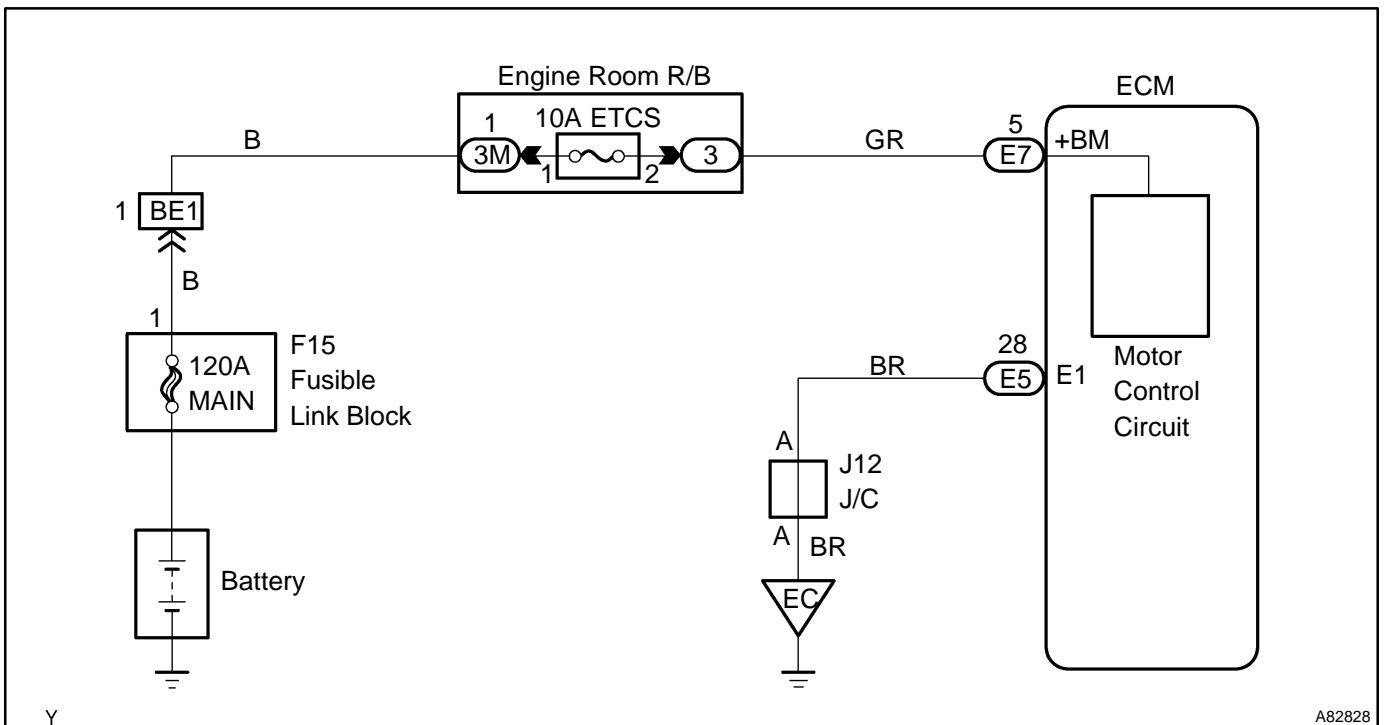 Engine Room R/B
ECM
1
10A ETCS
5
B
3M
1
2
3
GR
E7
+BM
1
BE1
B
1
120A
MAIN
F15
Fusible
Link Block
28
E5
E1
BR
Motor
Control
Circuit
A
J12
J/C
A
BR
Battery
EC
Y
A82828